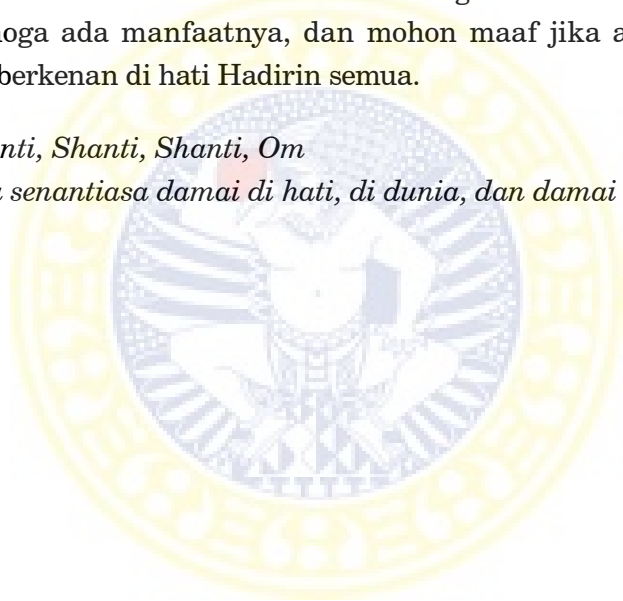 oga ada manfaatnya, dan mohon maaf jika a
berkenan di hati Hadirin semua.
nti, Shanti, Shanti, Om
senantiasa damai di hati, di dunia, dan damai